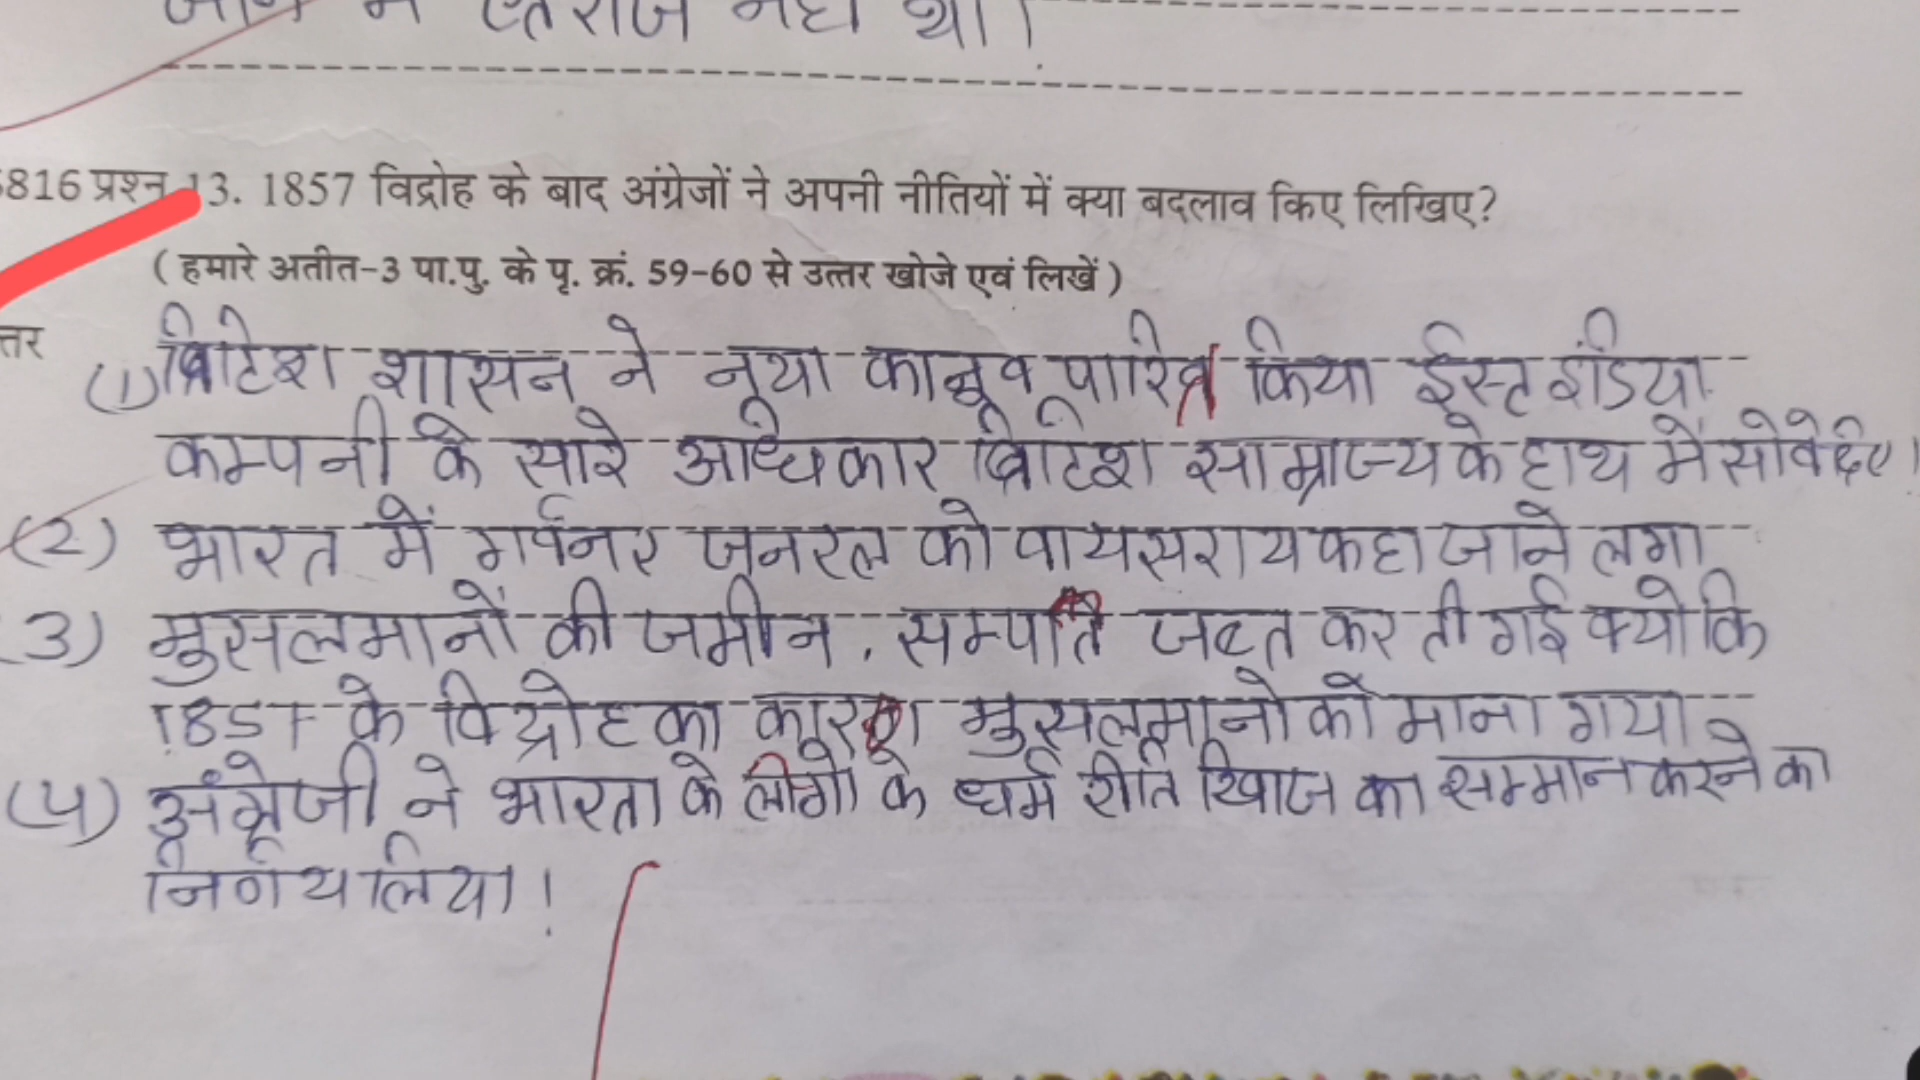 जाने में एतराज नहीं था।
816 प्रश्न 13. 1857 विद्रोह के बाद अंग्रेजों ने अपनी नीतियों में क्या बदलाव किए लिखिए?
( हमारे अतीत-3 पा.पु. के पृ. क्रं. 59-60 से उत्तर खोजे एवं लिखें )
त्तर
(1) ब्रिटिश शासन ने नया कानून पारित किया ईस्ट इंडिया
कम्पनी के सारे अधिकार ब्रिटिश साम्राज्य के हाथ में सोंपे दिए।
(2) भारत में गर्वनर जनरल को वायसराय कहा जाने लगा
3) मुसलमानों की जमीन, सम्पति जब्त कर ली गई क्योकि
1857 के विद्रोह का कारण मुसलमानो को माना गया
(4) अंग्रेजी ने भारता के लोगो के धर्म रीति रिवाज का सम्मान करने का
निर्णय लिया।